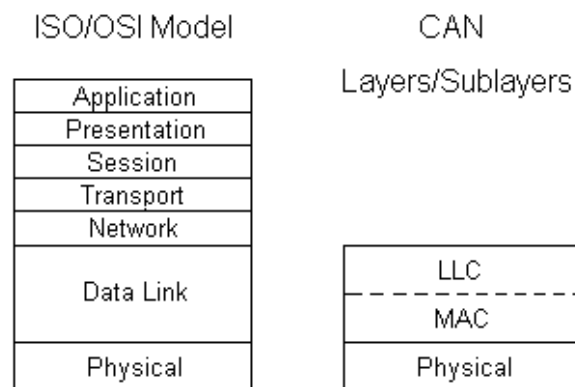 ISO/OSI Model
Application
Presentation
Session
Transport
Network
Data Link
Physical
CAN
Layers/Sublayers
LLC
MAC
Physical